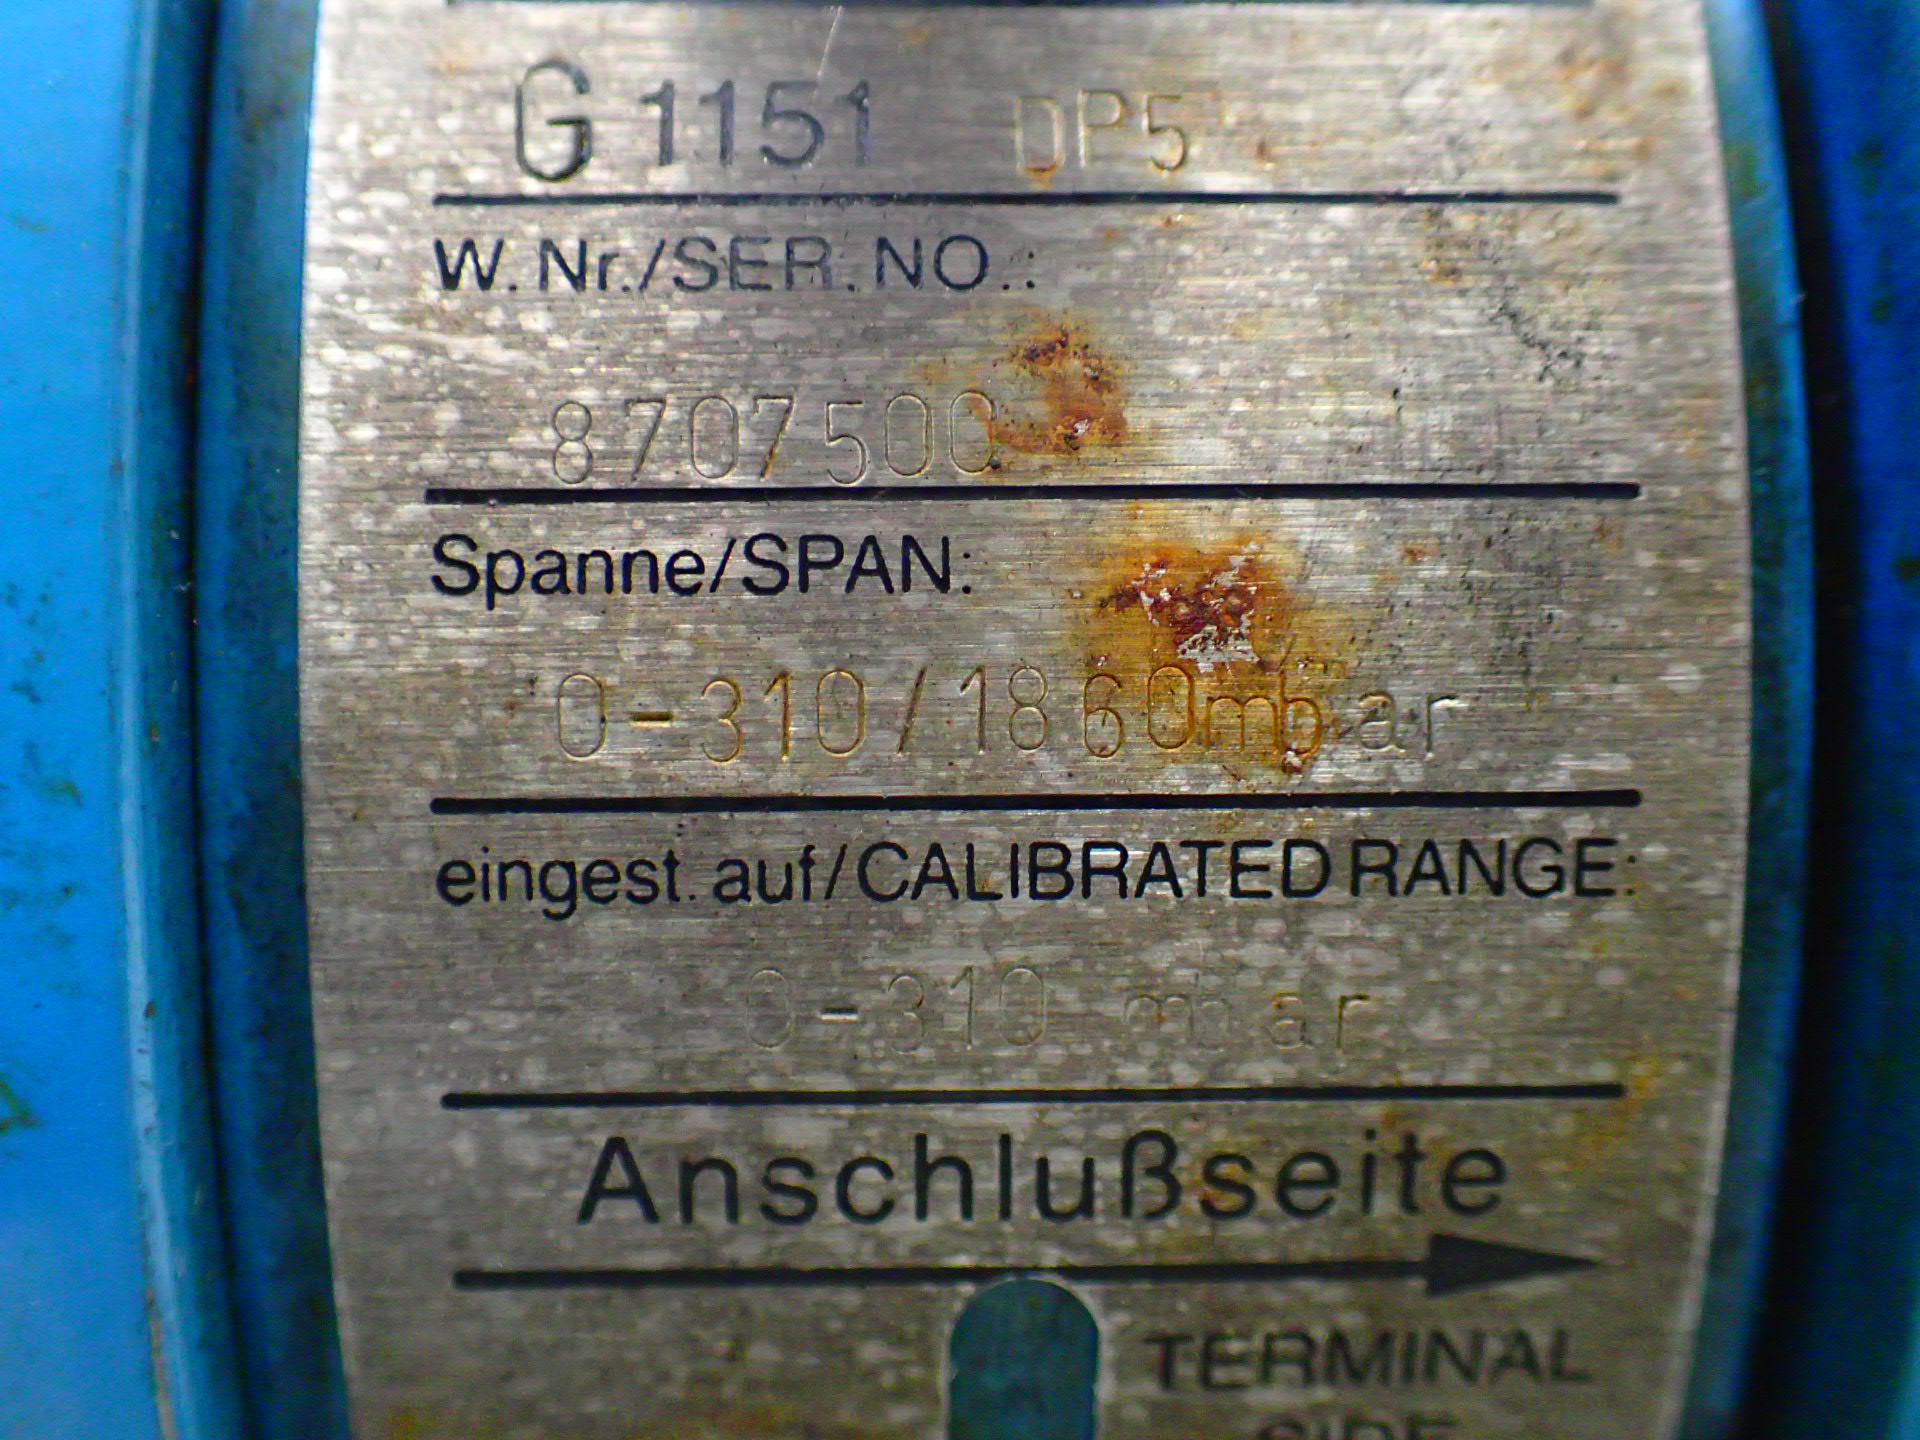 G 1151 DP5
W. Nr./SER. NO.:
8707500
Spanne/SPAN:
0-310/1860mbar
eingest. auf/CALIBRATED RANGE:
0-310 mbar
Anschlußseite
TERMINAL
SIDE